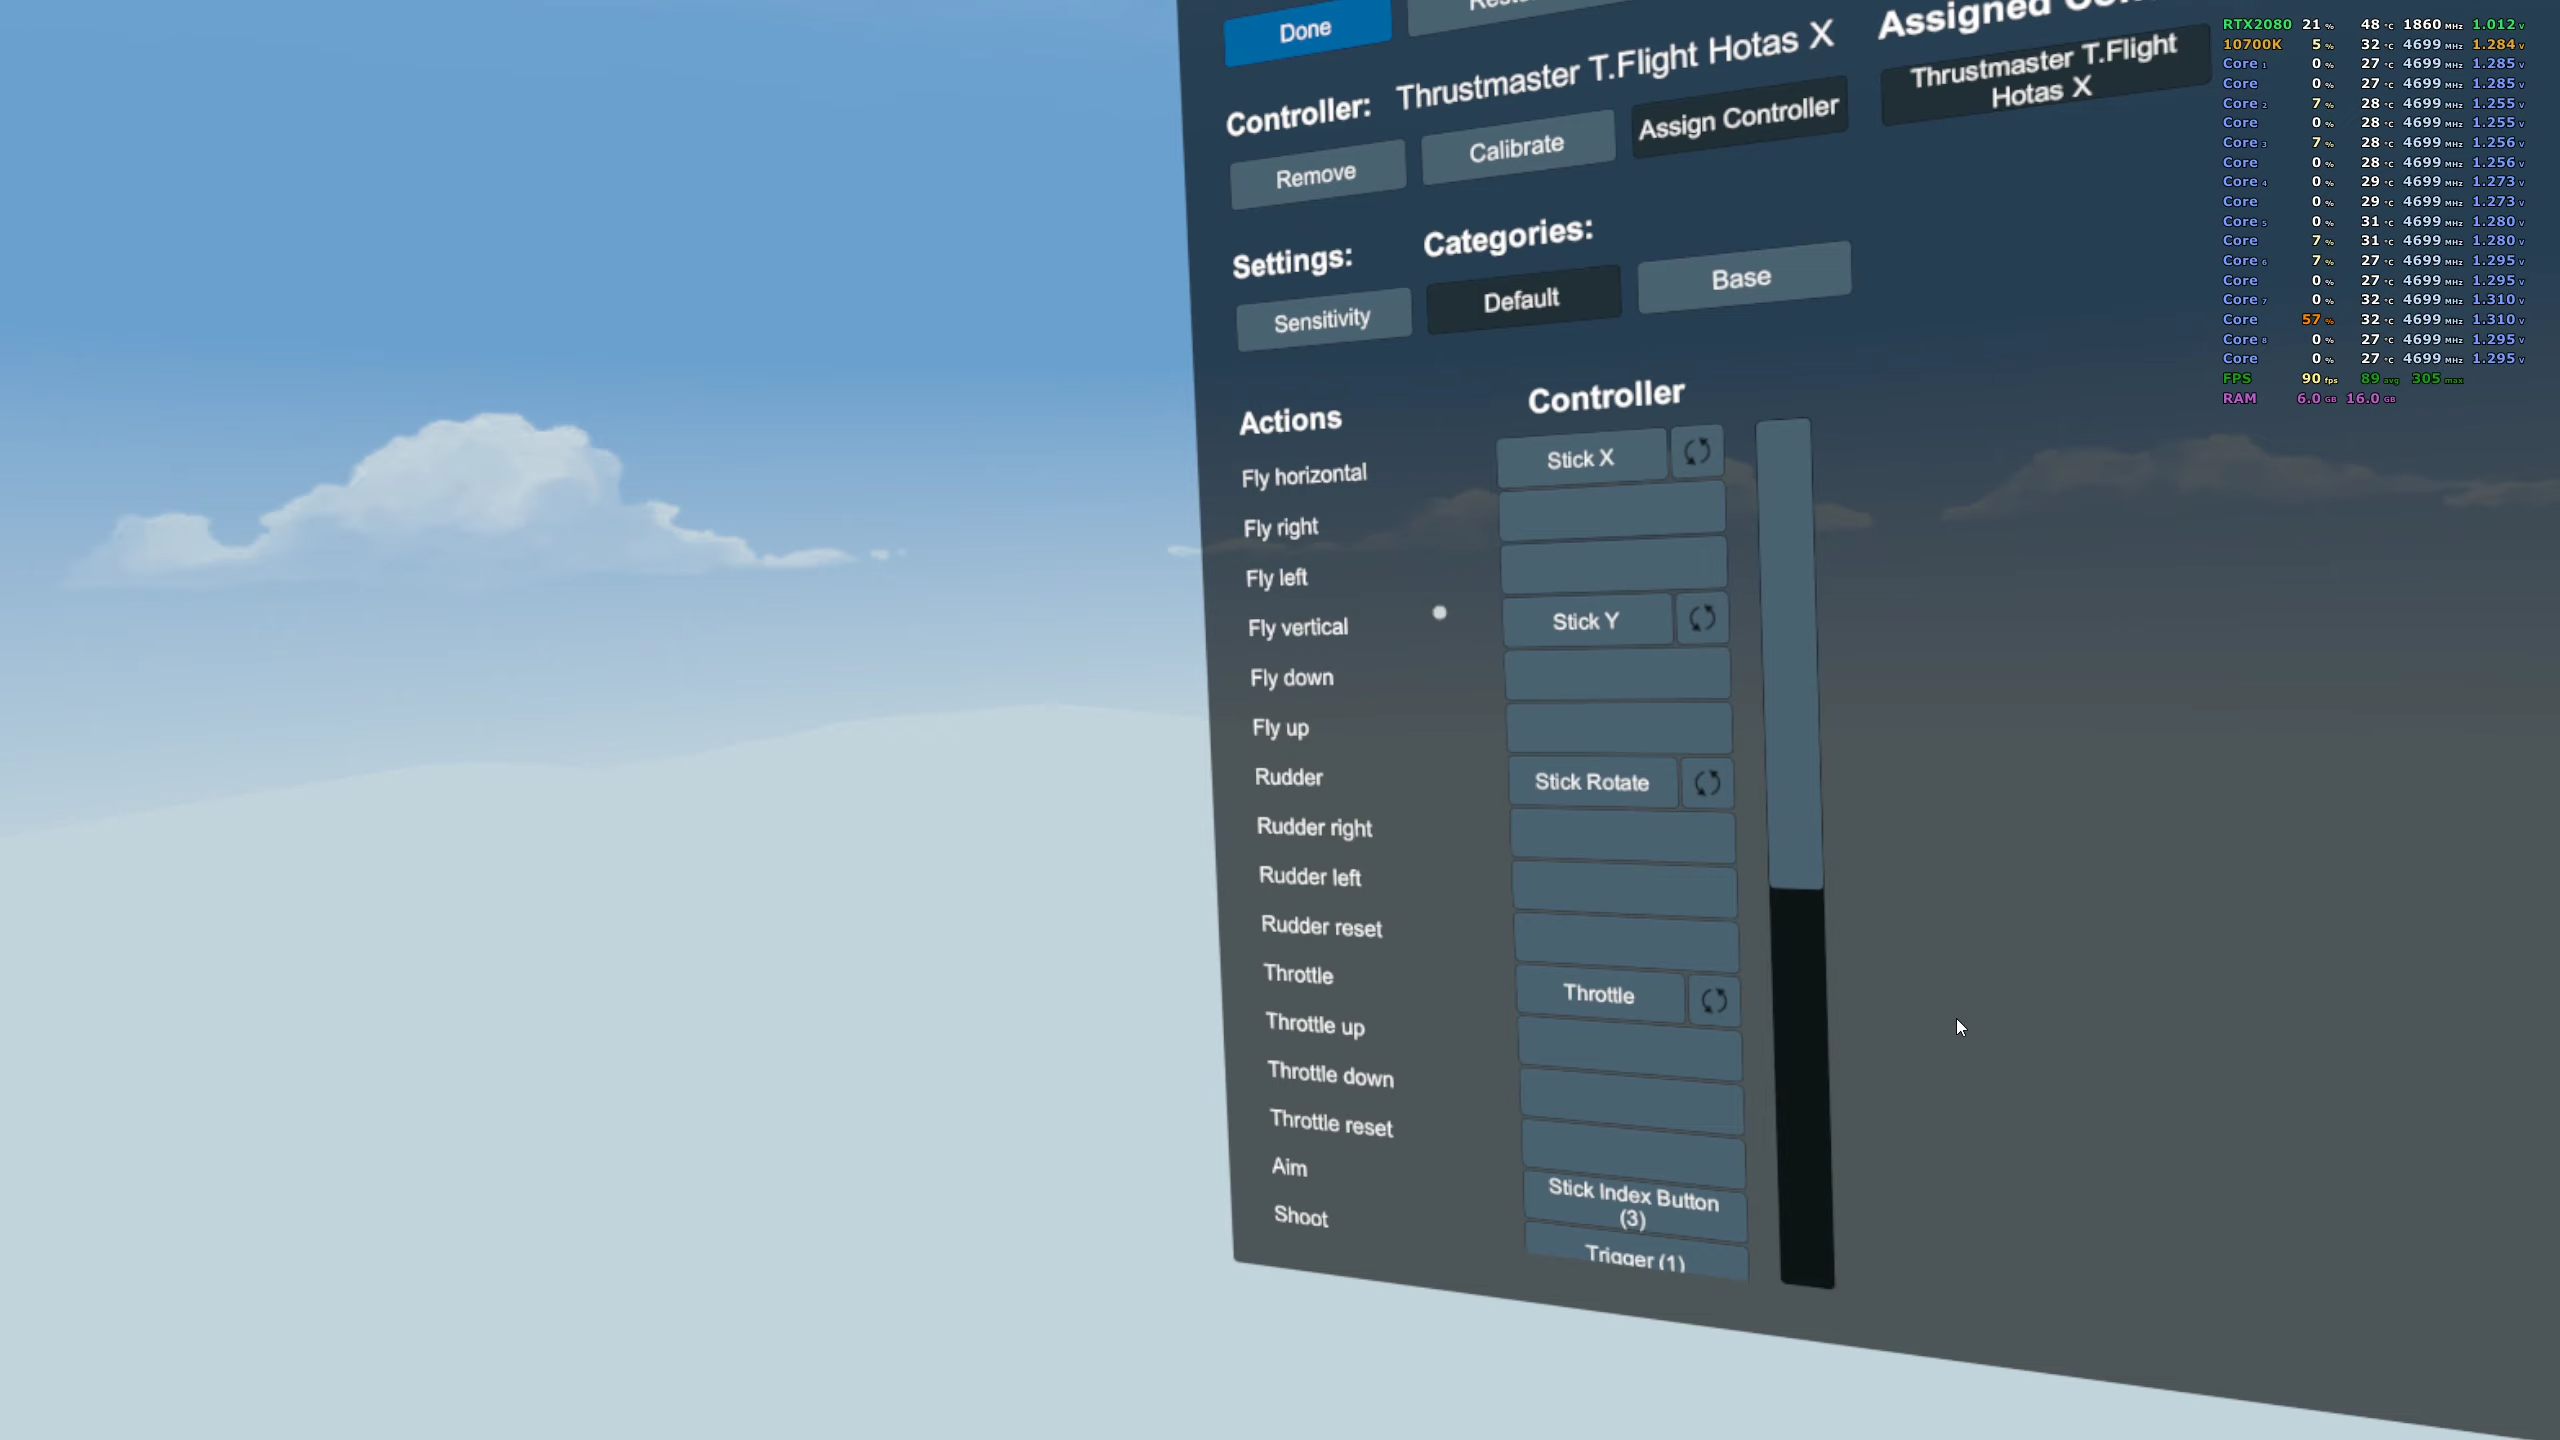 Done
Controller:
Thrustmaster T.Flight Hotas X
Assigned
Thrustmaster T.Flight
Hotas X
Remove
Calibrate
Assign Controller
Settings:
Categories:
Sensitivity
Default
Base
Actions
Controller
Fly horizontal
Stick X
Fly right
Fly left
Fly vertical
Stick Y
Fly down
Fly up
Rudder
Stick Rotate
Rudder right
Rudder left
Rudder reset
Throttle
Throttle
Throttle up
Throttle down
Throttle reset
Aim
Stick Index Button
(3)
Shoot
Trigger (1)
RTX2080 21 % 48 °C 1860 MHz 1.012 V
10700K 5 % 32 °C 4699 MHz 1.284 V
Core 1 0 % 27 °C 4699 MHz 1.285 V
Core 0 % 27 °C 4699 MHz 1.285 V
Core 2 7 % 28 °C 4699 MHz 1.255 V
Core 0 % 28 °C 4699 MHz 1.255 V
Core 3 7 % 28 °C 4699 MHz 1.256 V
Core 0 % 28 °C 4699 MHz 1.256 V
Core 4 0 % 29 °C 4699 MHz 1.273 V
Core 0 % 29 °C 4699 MHz 1.273 V
Core 5 0 % 31 °C 4699 MHz 1.280 V
Core 7 % 31 °C 4699 MHz 1.280 V
Core 6 7 % 27 °C 4699 MHz 1.295 V
Core 0 % 27 °C 4699 MHz 1.295 V
Core 7 0 % 32 °C 4699 MHz 1.310 V
Core 57 % 32 °C 4699 MHz 1.310 V
Core 8 0 % 27 °C 4699 MHz 1.295 V
Core 0 % 27 °C 4699 MHz 1.295 V
FPS 90 fps 89 avg 305 max
RAM 6.0 GB 16.0 GB